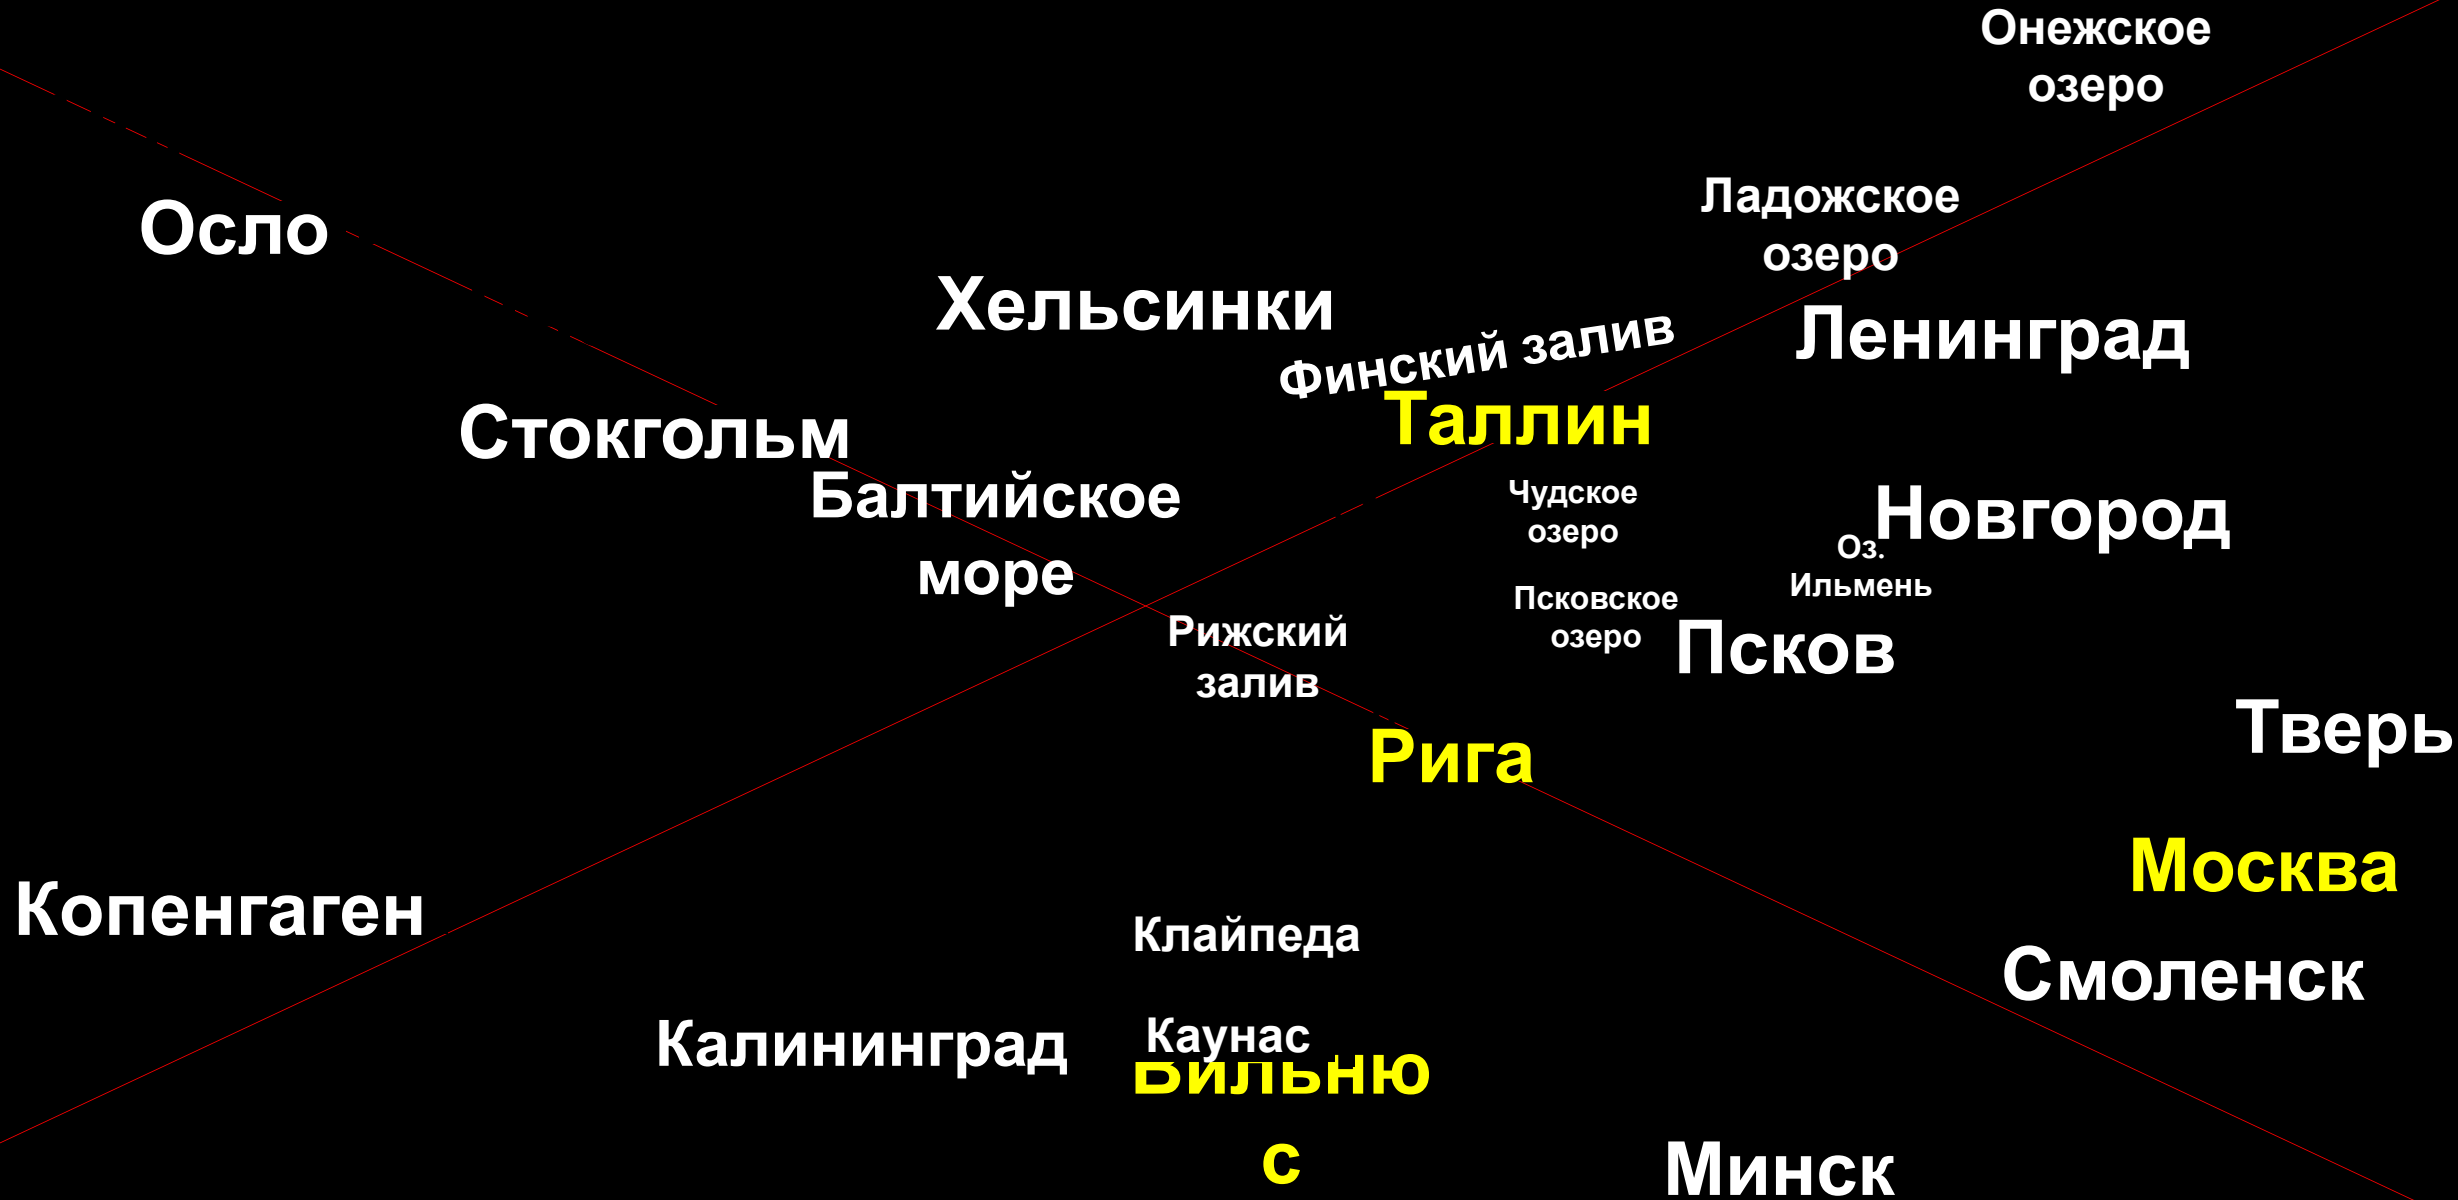 Онежское
озеро
Ладожское
озеро
Осло
Хельсинки
Финский залив
Ленинград
Таллин
Стокгольм
Балтийское
море
Чудское
озеро
Новгород
Оз.
Ильмень
Псковское
озеро
Псков
Рижский
залив
Тверь
Рига
Москва
Копенгаген
Клайпеда
Смоленск
Калининград
Каунас
Вильню
с
Минск